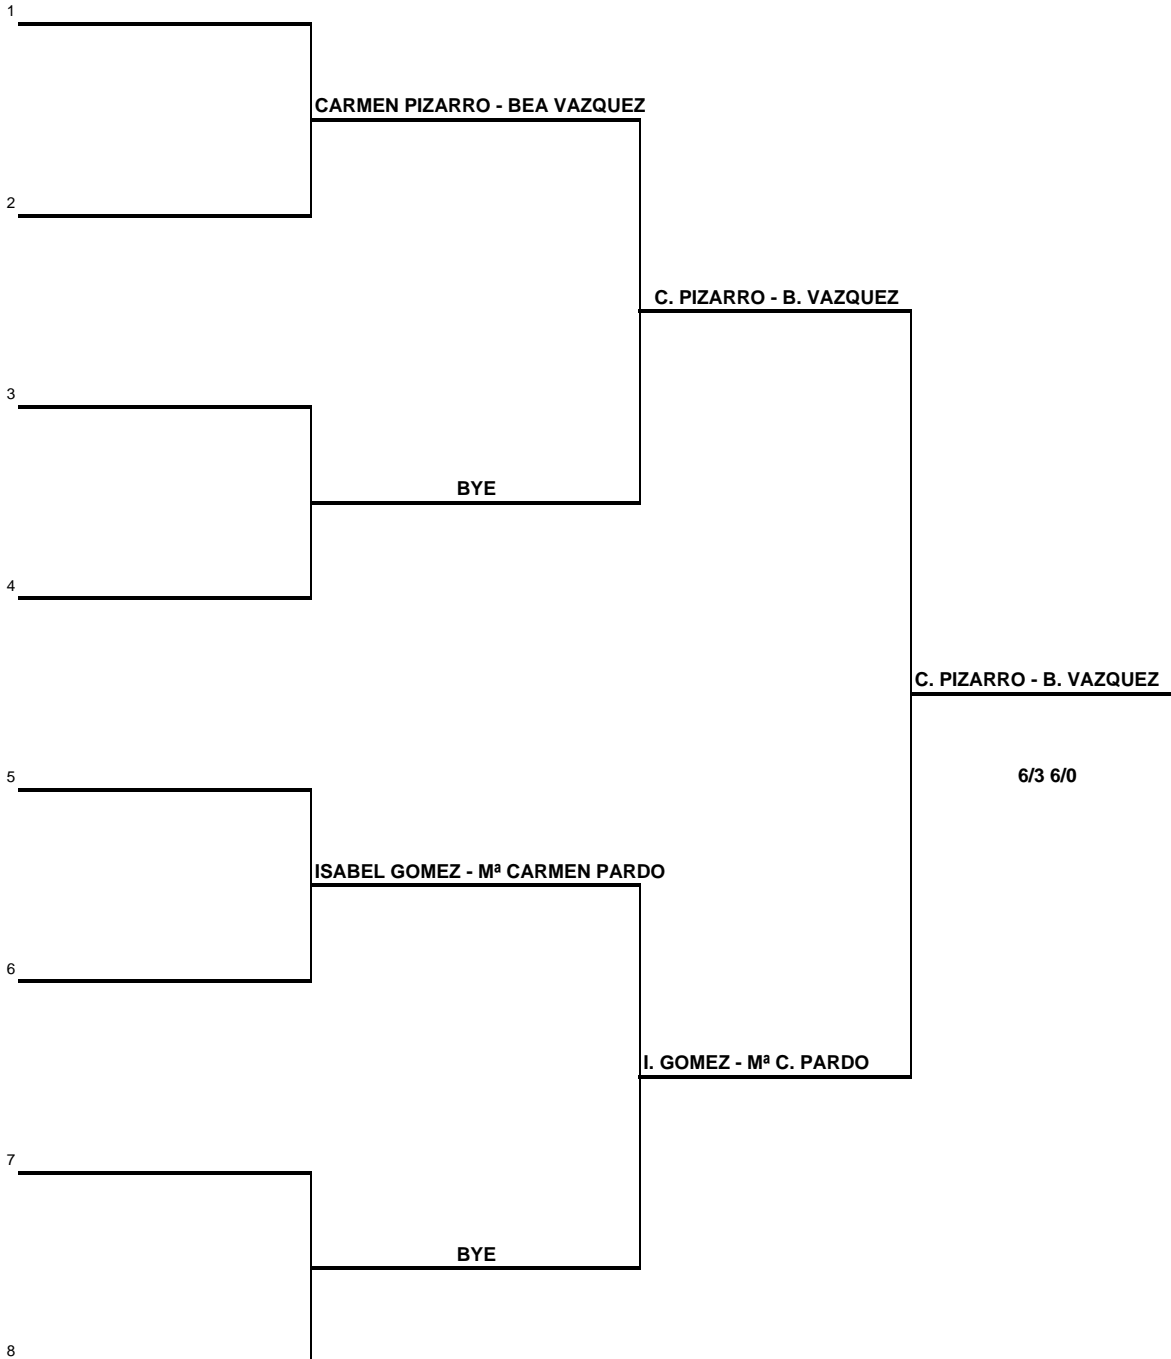 1
CARMEN PIZARRO - BEA VAZQUEZ
2
C. PIZARRO - B. VAZQUEZ
3
BYE
4
C. PIZARRO - B. VAZQUEZ
5
6/3 6/0
ISABEL GOMEZ - Mª CARMEN PARDO
6
I. GOMEZ - Mª C. PARDO
7
BYE
8